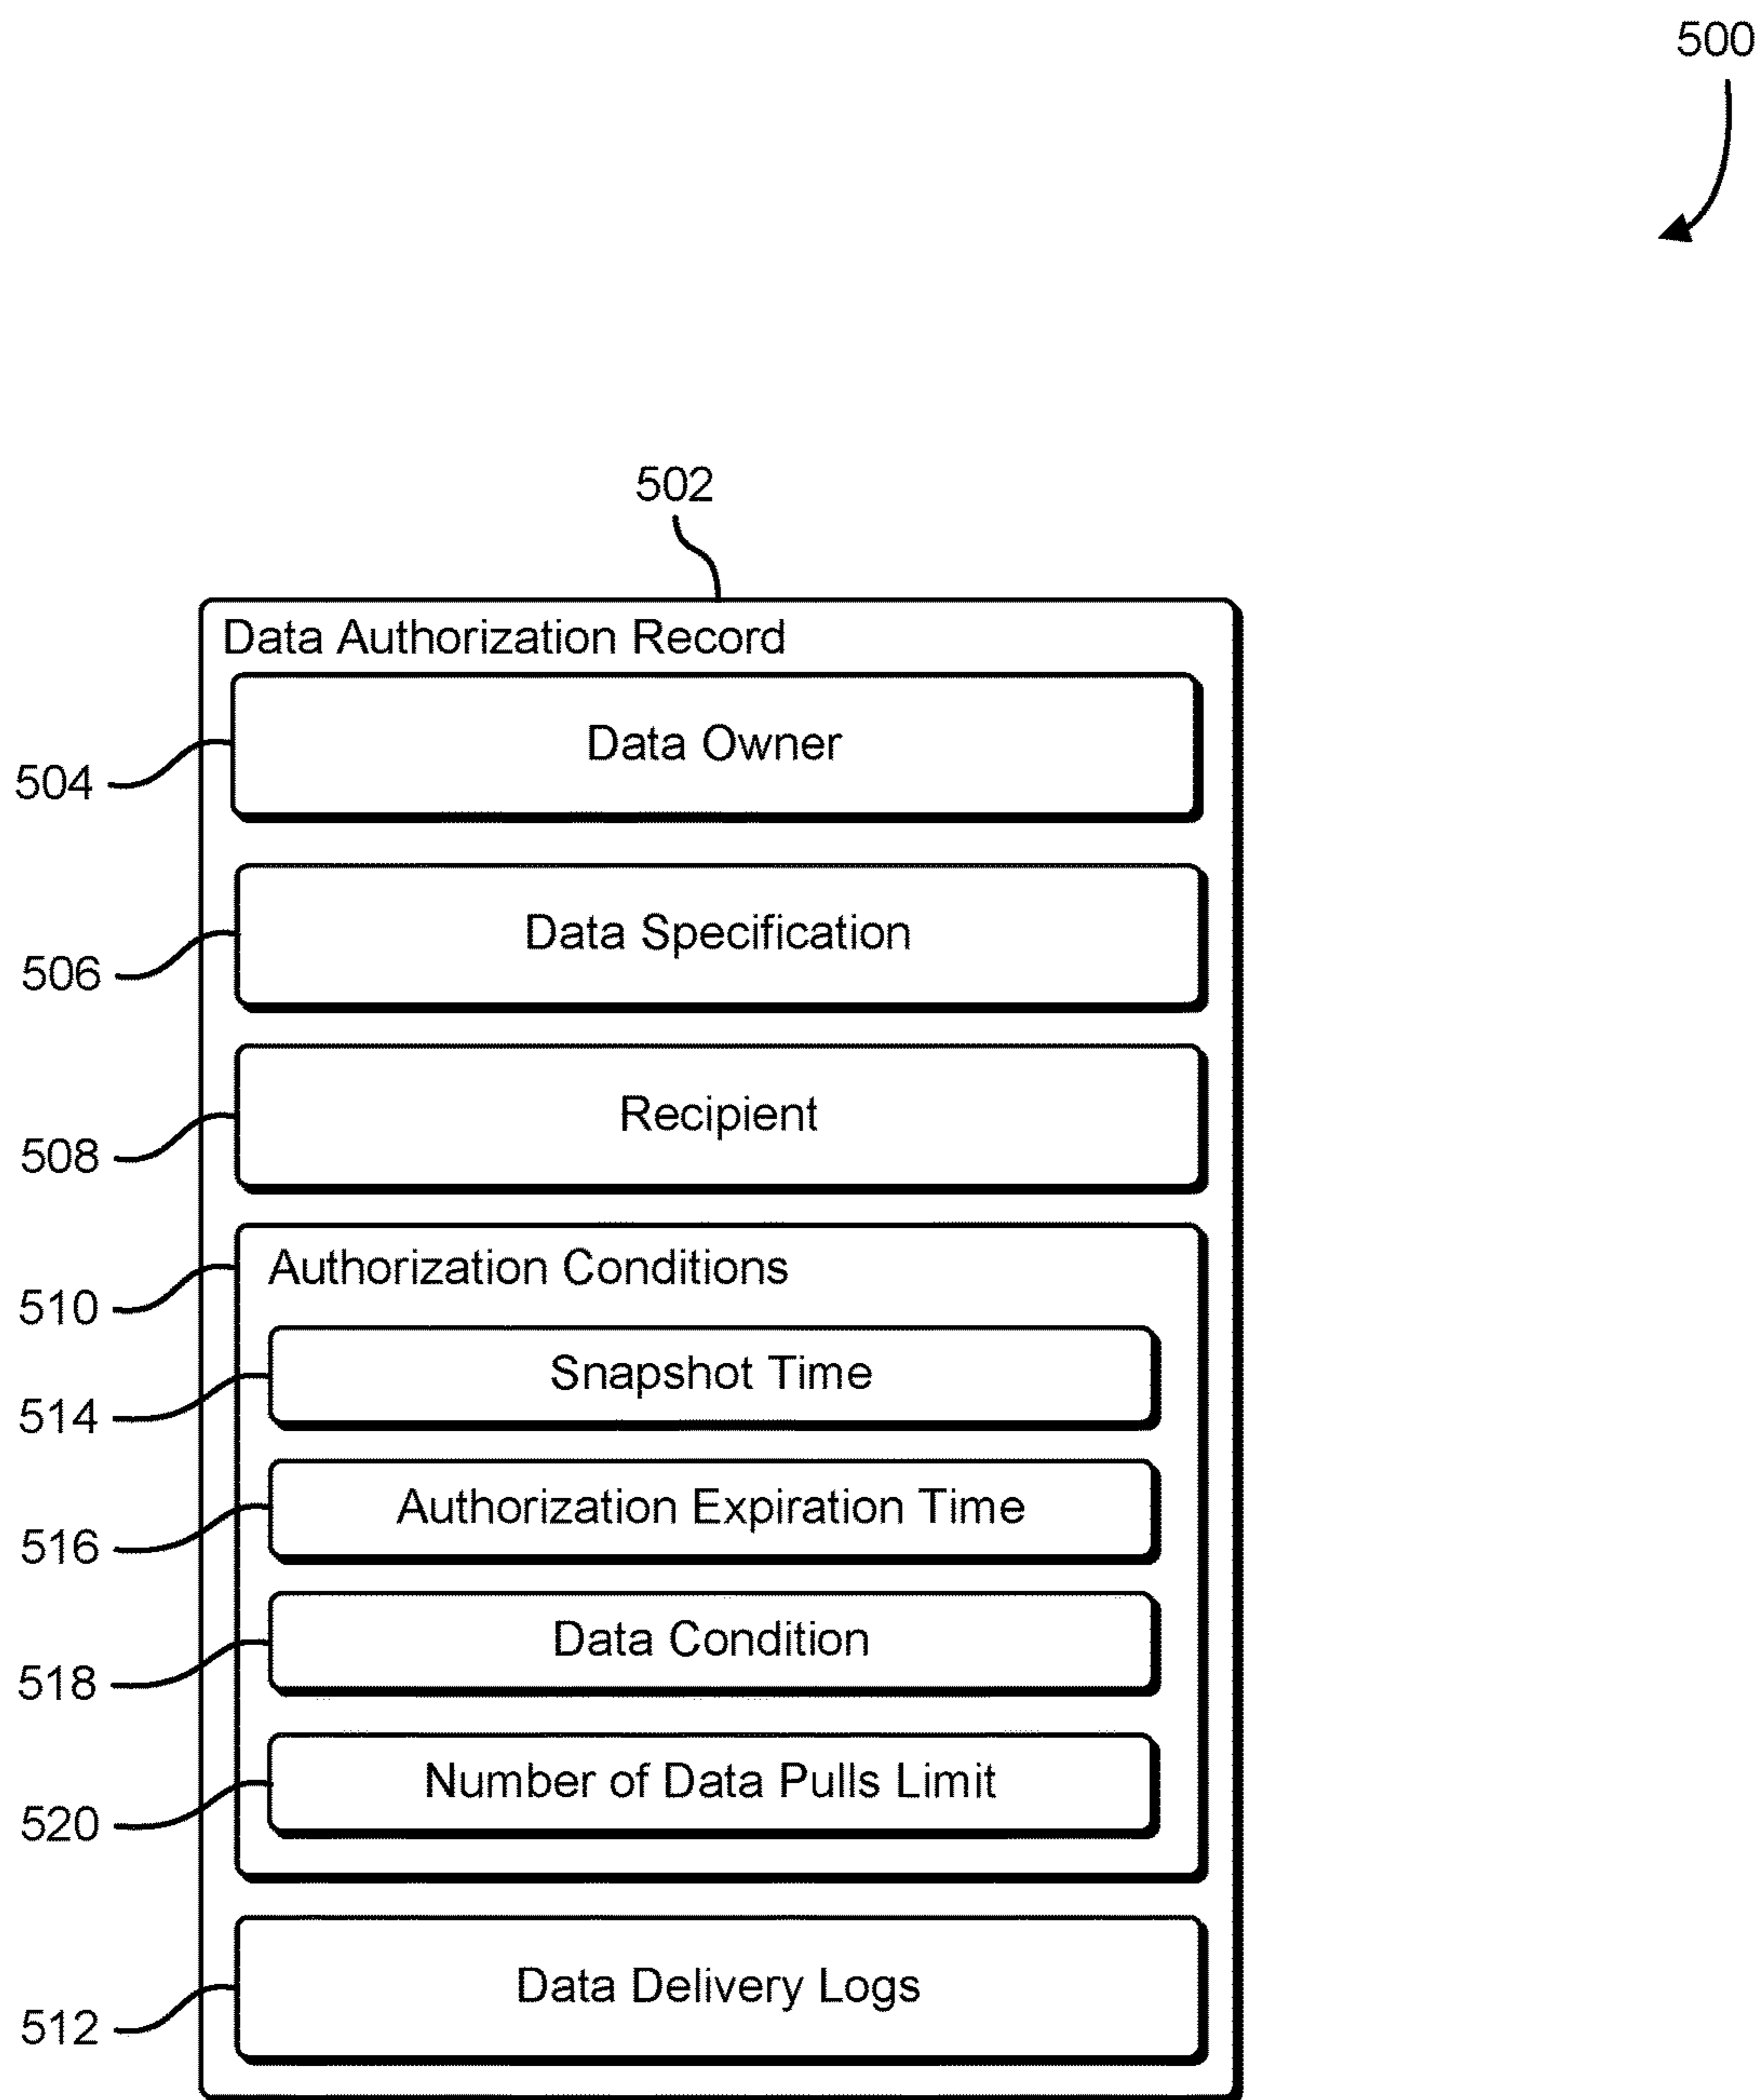 500
502
Data Authorization Record
Data Owner
504
Data Specification
506
Recipient
508
Authorization Conditions
510
Snapshot Time
514
Authorization Expiration Time
516
Data Condition
518
Number of Data Pulls Limit
520
Data Delivery Logs
512